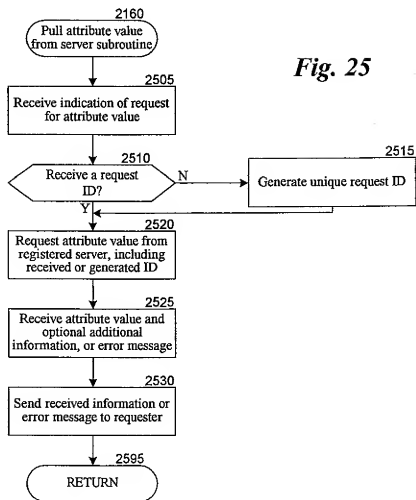 2160
Pull attribute value
from server subroutine
Fig. 25
2505
Receive indication of request
for attribute value
2510
Receive a request
ID?
N
Y
2515
Generate unique request ID
2520
Request attribute value from
registered server, including
received or generated ID
2525
Receive attribute value and
optional additional
information, or error message
2530
Send received information or
error message to requester
2595
RETURN